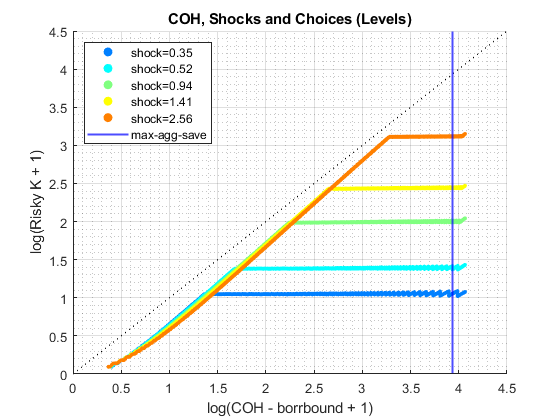 COH, Shocks and Choices (Levels)
4.5
4
3.5
3
2.5
2
1.5
1
0.5
0
log(Risky K + 1)
shock=0.35
shock=0.52
shock=0.94
shock=1.41
shock=2.56
max-agg-save
0 0.5 1 1.5 2 2.5 3 3.5 4 4.5
log(COH - borrbound + 1)